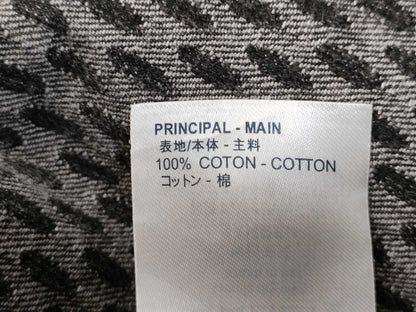 PRINCIPAL - MAIN
表地/本体 - 主料
100% COTON - COTTON
コットン - 棉